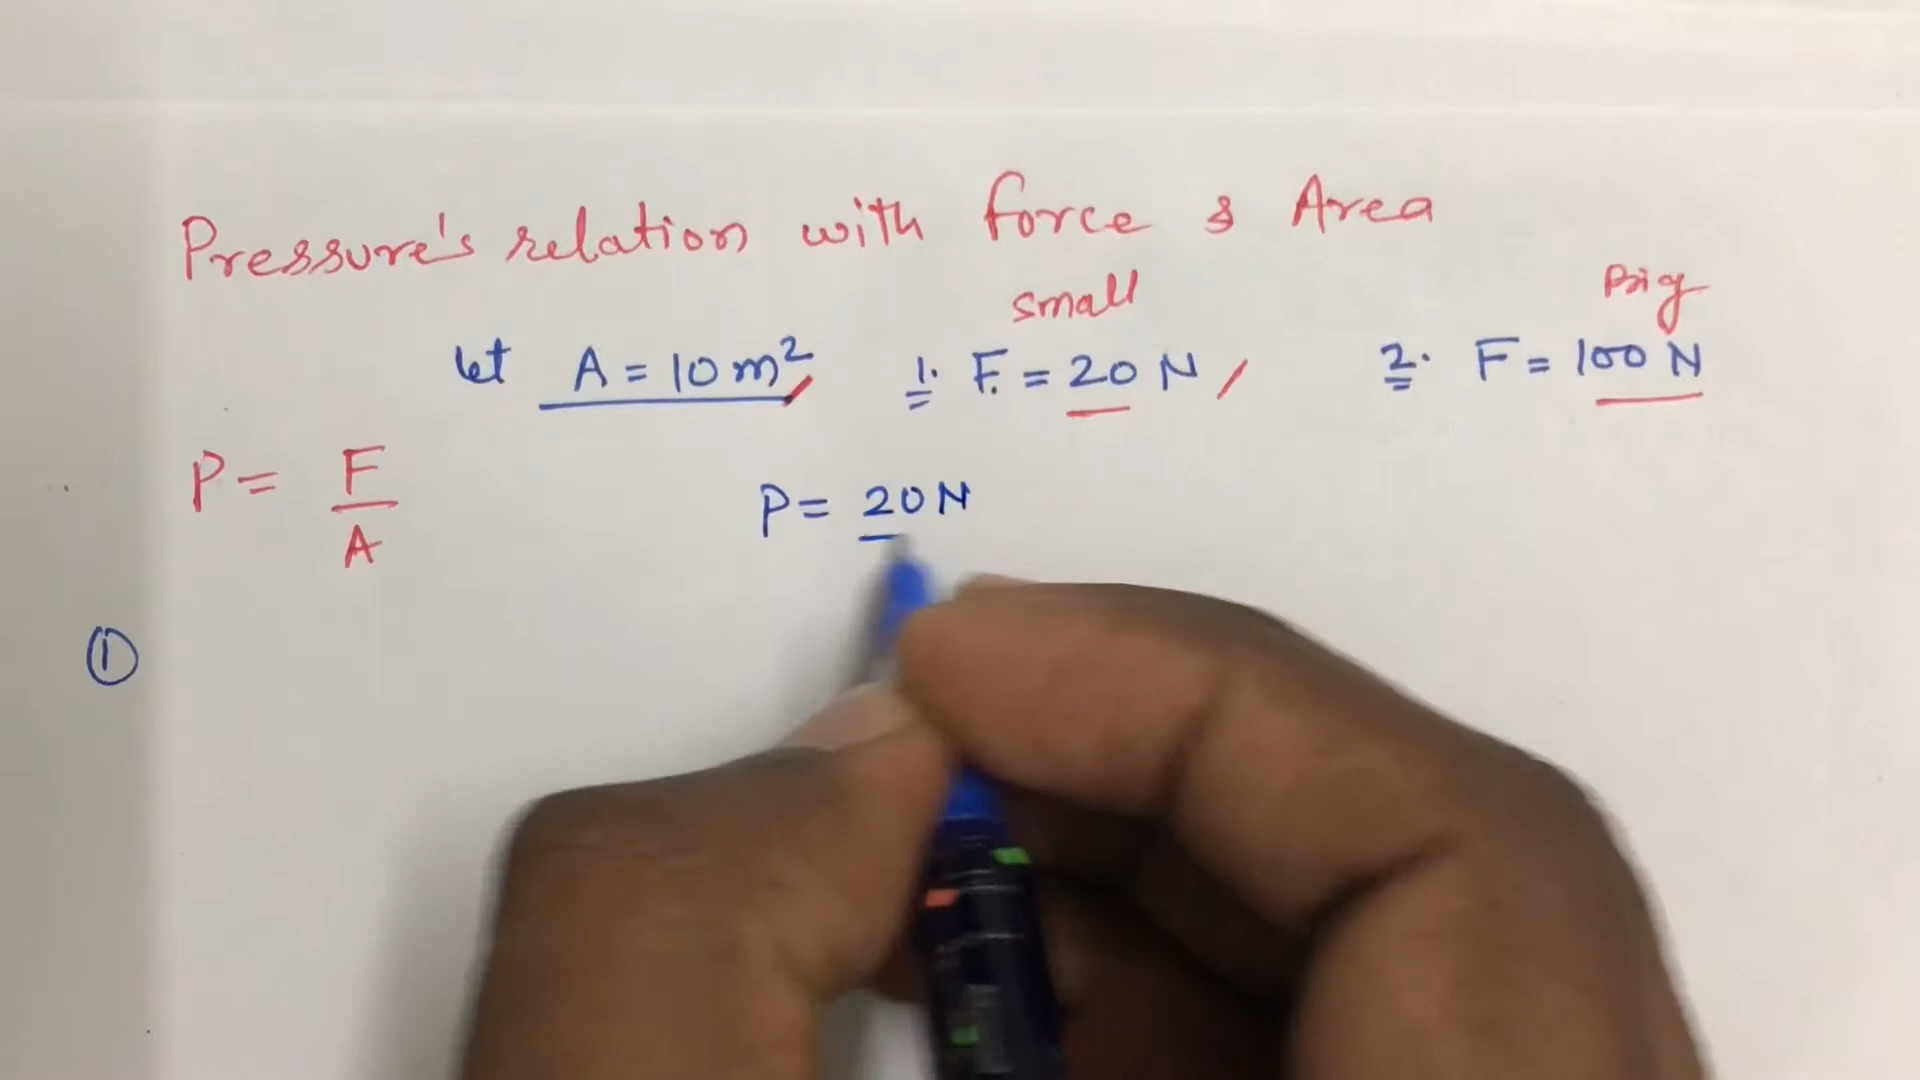 Pressure's relation with force & Area
small Big
let A = 10 m² 1. F = 20 N / 2. F = 100 N
P = F/A P = 20 N
①